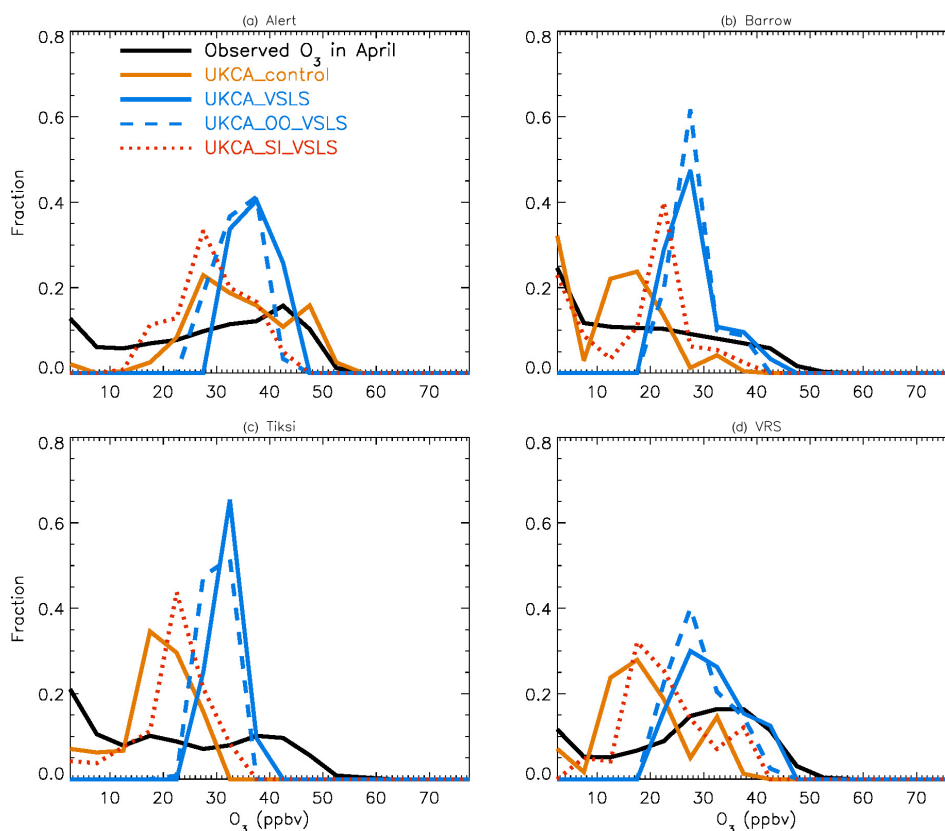 (a) Alert
(b) Barrow
0.8
0.6
0.4
0.2
0.0
Fraction
Observed O3 in April
UKCA_control
UKCA_VSLS
UKCA_OO_VSLS
UKCA_SI_VSLS
10 20 30 40 50 60 70
0.8
0.6
0.4
0.2
0.0
10 20 30 40 50 60 70
(c) Tiksi
(d) VRS
0.8
0.6
0.4
0.2
0.0
Fraction
10 20 30 40 50 60 70
O3 (ppbv)
0.8
0.6
0.4
0.2
0.0
10 20 30 40 50 60 70
O3 (ppbv)